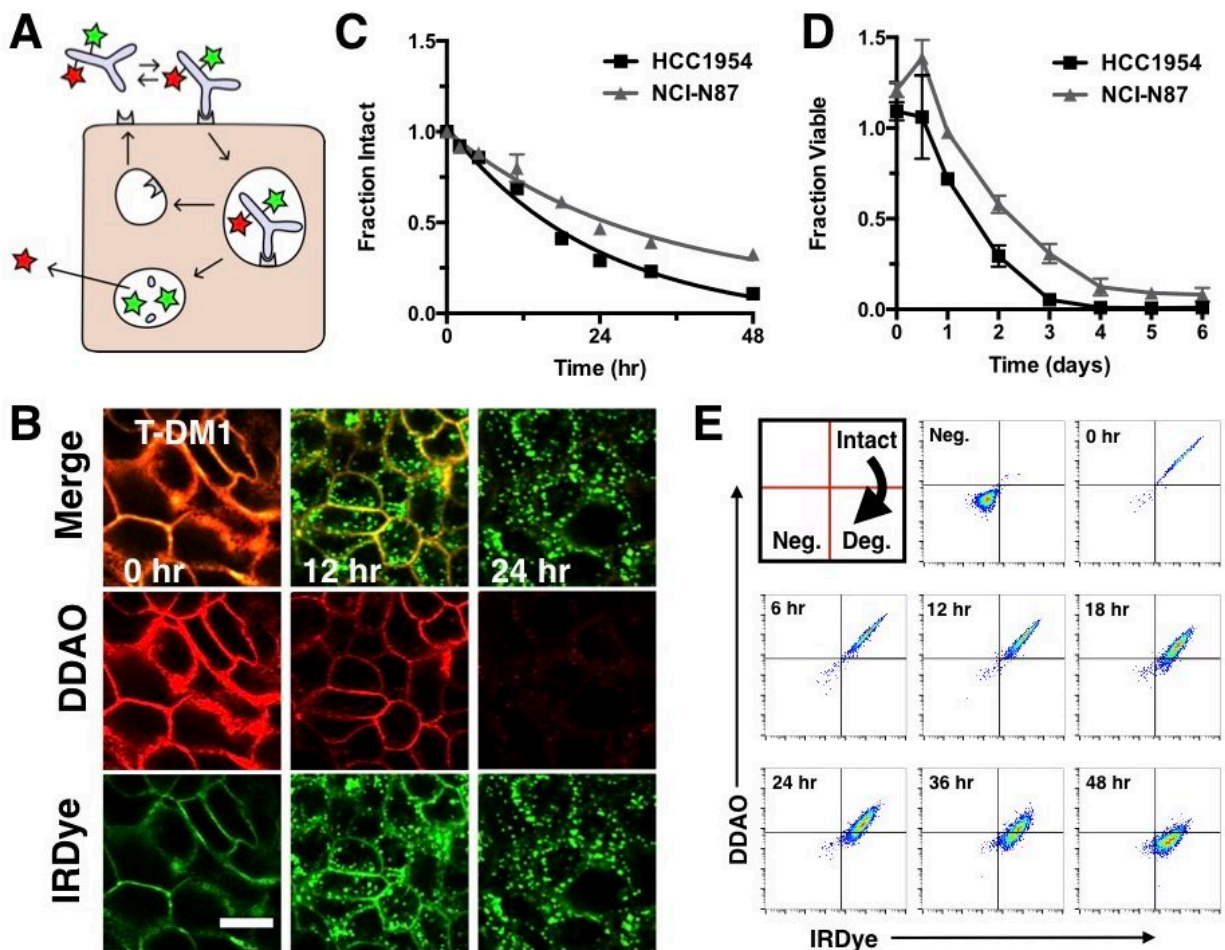 A
C
1.5
1.0
0.5
0.0
Fraction Intact
HCC1954
NCI-N87
0
24
48
Time (hr)
D
1.5
1.0
0.5
0.0
Fraction Viable
HCC1954
NCI-N87
0 1 2 3 4 5 6
Time (days)
B
Merge
T-DM1
0 hr
12 hr
24 hr
DDAO
IRDye
E
Intact
Neg.
Deg.
Neg.
0 hr
6 hr
12 hr
18 hr
24 hr
36 hr
48 hr
DDAO
IRDye